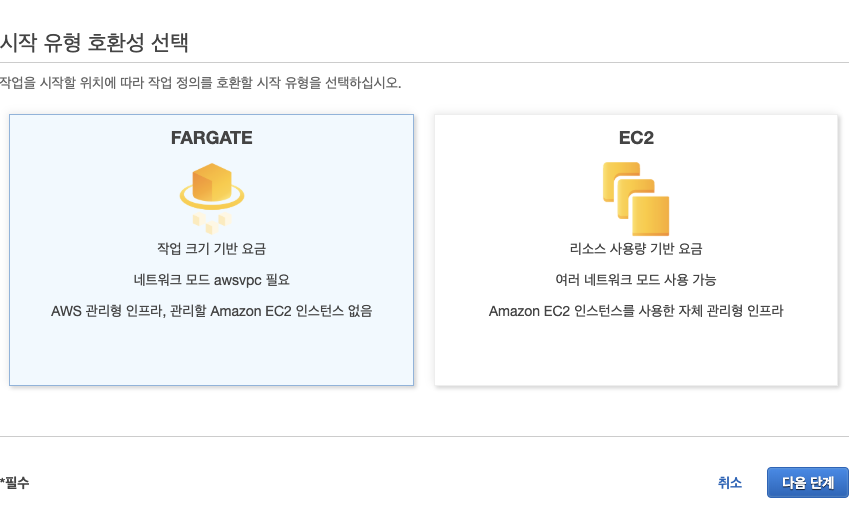 시작 유형 호환성 선택
작업을 시작할 위치에 따라 작업 정의를 호환할 시작 유형을 선택하십시오.
FARGATE
작업 크기 기반 요금
네트워크 모드 awsvpc 필요
AWS 관리형 인프라, 관리할 Amazon EC2 인스턴스 없음
EC2
리소스 사용량 기반 요금
여러 네트워크 모드 사용 가능
Amazon EC2 인스턴스를 사용한 자체 관리형 인프라
*필수
취소
다음 단계